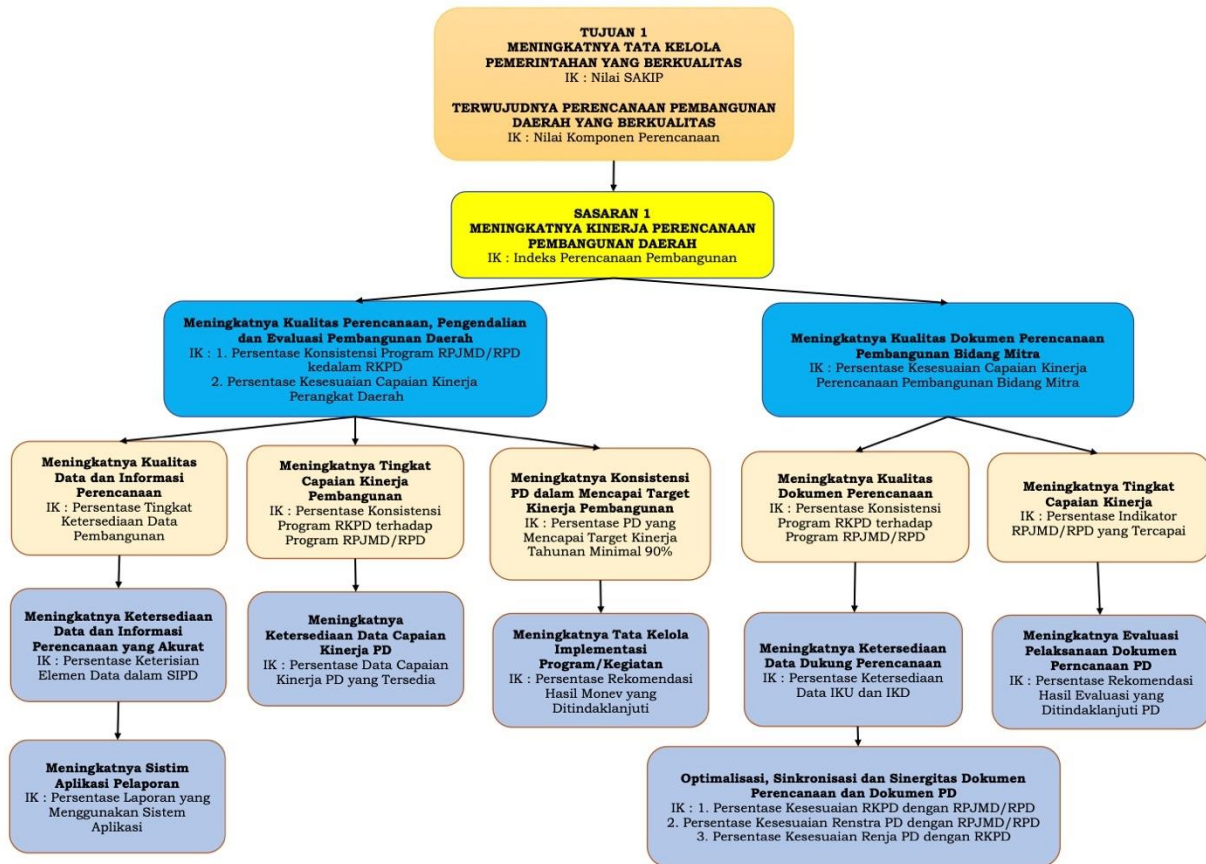 TUJUAN 1
MENINGKATNYA TATA KELOLA
PEMERINTAHAN YANG BERKUALITAS
IK : Nilai SAKIP
TERWUJUDNYA PERENCANAAN PEMBANGUNAN
DAERAH YANG BERKUALITAS
IK : Nilai Komponen Perencanaan
SASARAN 1
MENINGKATNYA KINERJA PERENCANAAN
PEMBANGUNAN DAERAH
IK : Indeks Perencanaan Pembangunan
Meningkatnya Kualitas Perencanaan, Pengendalian
dan Evaluasi Pembangunan Daerah
IK : 1. Persentase Konsistensi Program RPJMD/RPD
kedalam RKPD
2. Persentase Kesesuaian Capaian Kinerja
Perangkat Daerah
Meningkatnya Kualitas Dokumen Perencanaan
Pembangunan Bidang Mitra
IK : Persentase Kesesuaian Capaian Kinerja
Perencanaan Pembangunan Bidang Mitra
Meningkatnya Kualitas
Data dan Informasi
Perencanaan
IK : Persentase Tingkat
Ketersediaan Data
Pembangunan
Meningkatnya Tingkat
Capaian Kinerja
Pembangunan
IK : Persentase Konsistensi
Program RKPD terhadap
Program RPJMD/RPD
Meningkatnya Konsistensi
PD dalam Mencapai Target
Kinerja Pembangunan
IK : Persentase PD yang
Mencapai Target Kinerja
Tahunan Minimal 90%
Meningkatnya Kualitas
Dokumen Perencanaan
IK : Persentase Konsistensi
Program RKPD terhadap
Program RPJMD/RPD
Meningkatnya Tingkat
Capaian Kinerja
IK : Persentase Indikator
RPJMD/RPD yang Tercapai
Meningkatnya Ketersediaan
Data dan Informasi
Perencanaan yang Akurat
IK : Persentase Keterisian
Elemen Data dalam SIPD
Meningkatnya
Ketersediaan Data Capaian
Kinerja PD
IK : Persentase Data Capaian
Kinerja PD yang Tersedia
Meningkatnya Tata Kelola
Implementasi
Program/Kegiatan
IK : Persentase Rekomendasi
Hasil Monev yang
Ditindaklanjuti
Meningkatnya Ketersediaan
Data Dukung Perencanaan
IK : Persentase Ketersediaan
Data IKU dan IKD
Meningkatnya Evaluasi
Pelaksanaan Dokumen
Perncanaan PD
IK : Persentase Rekomendasi
Hasil Evaluasi yang
Ditindaklanjuti PD
Meningkatnya Sistim
Aplikasi Pelaporan
IK : Persentase Laporan yang
Menggunakan Sistem
Aplikasi
Optimalisasi, Sinkronisasi dan Sinergitas Dokumen
Perencanaan dan Dokumen PD
IK : 1. Persentase Kesesuaian RKPD dengan RPJMD/RPD
2. Persentase Kesesuaian Renstra PD dengan RPJMD/RPD
3. Persentase Kesesuaian Renja PD dengan RKPD